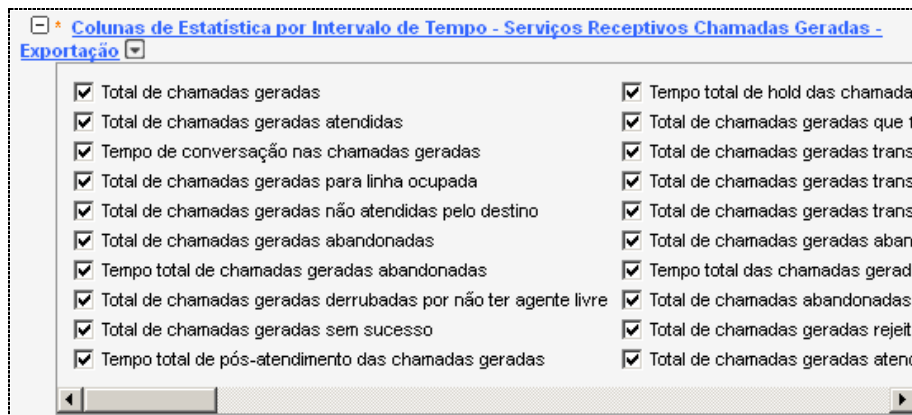 * Colunas de Estatística por Intervalo de Tempo - Serviços Receptivos Chamadas Geradas -
Exportação
Total de chamadas geradas
Total de chamadas geradas atendidas
Tempo de conversação nas chamadas geradas
Total de chamadas geradas para linha ocupada
Total de chamadas geradas não atendidas pelo destino
Total de chamadas geradas abandonadas
Tempo total de chamadas geradas abandonadas
Total de chamadas geradas derrubadas por não ter agente livre
Total de chamadas geradas sem sucesso
Tempo total de pós-atendimento das chamadas geradas
Tempo total de hold das chamada
Total de chamadas geradas que
Total de chamadas geradas trans
Total de chamadas geradas trans
Total de chamadas geradas trans
Total de chamadas geradas aban
Tempo total das chamadas gerad
Total de chamadas abandonadas
Total de chamadas geradas rejeit
Total de chamadas geradas aten